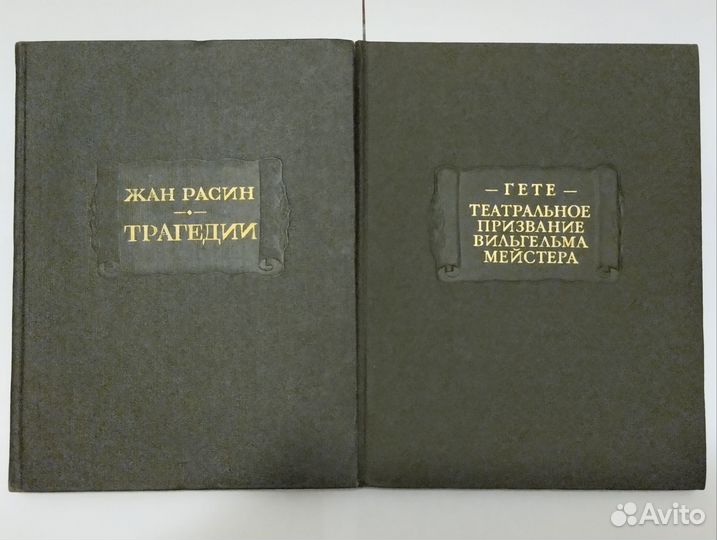 ЖАН РАСИН
ТРАГЕДИИ
— ГЕТЕ —
ТЕАТРАЛЬНОЕ
ПРИЗВАНИЕ
ВИЛЬГЕЛЬМА
МЕЙСТЕРА
Avito